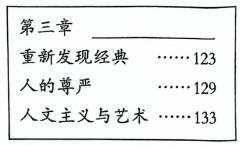 第三章
重新发现经典 ……123
人的尊严 ……129
人文主义与艺术 ……133